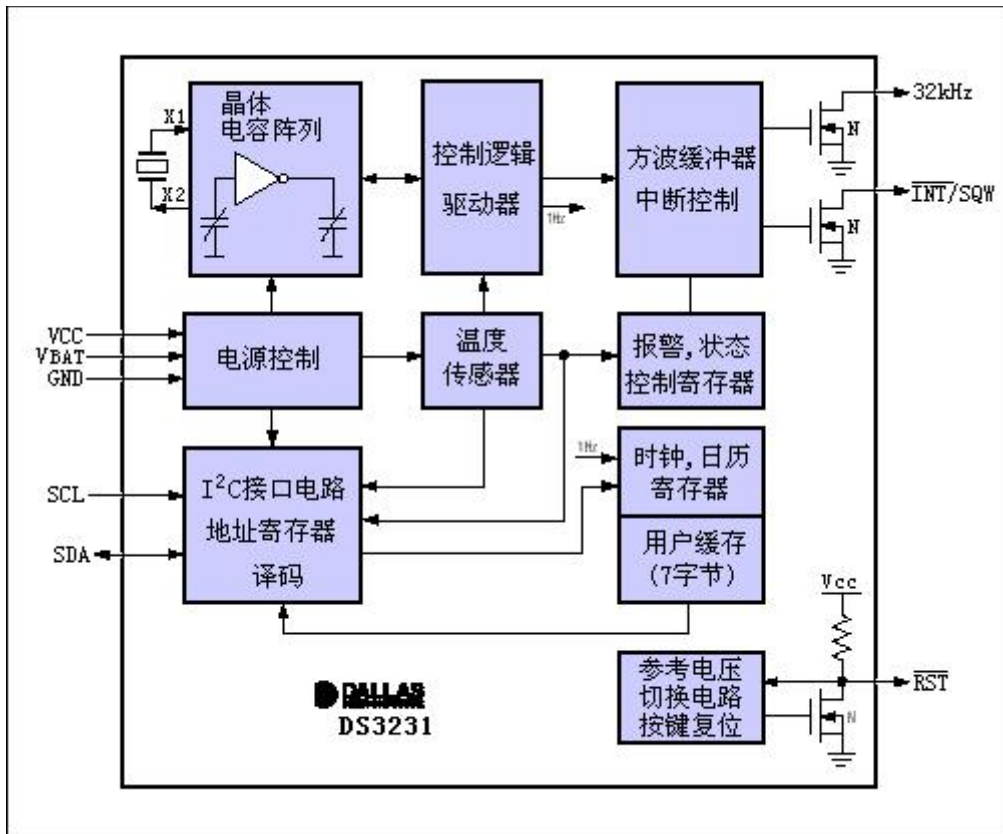 晶体
电容阵列
X1
X2
控制逻辑
驱动器
1Hz
方波缓冲器
中断控制
32kHz
N
INT/SQW
N
VCC
VBAT
GND
电源控制
温度
传感器
报警,状态
控制寄存器
SCL
SDA
I²C接口电路
地址寄存器
译码
1Hz
时钟,日历
寄存器
用户缓存
(7字节)
Vcc
参考电压
切换电路
按键复位
RST
N
DALLAS
DS3231